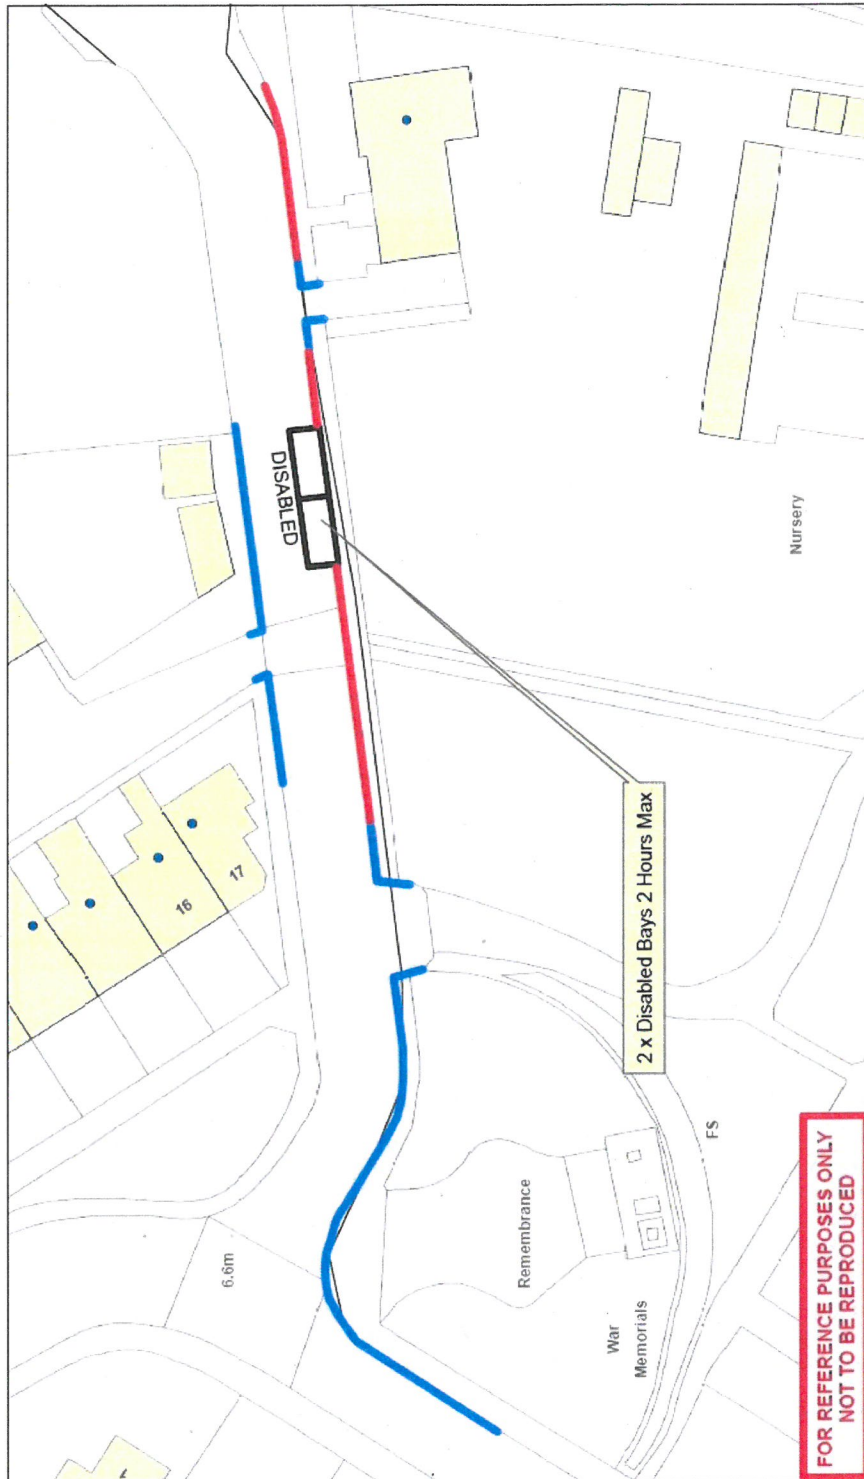 DISABLED
Nursery
2 x Disabled Bays 2 Hours Max
16
17
6.6m
Remembrance
War
Memorials
FS
FOR REFERENCE PURPOSES ONLY
NOT TO BE REPRODUCED